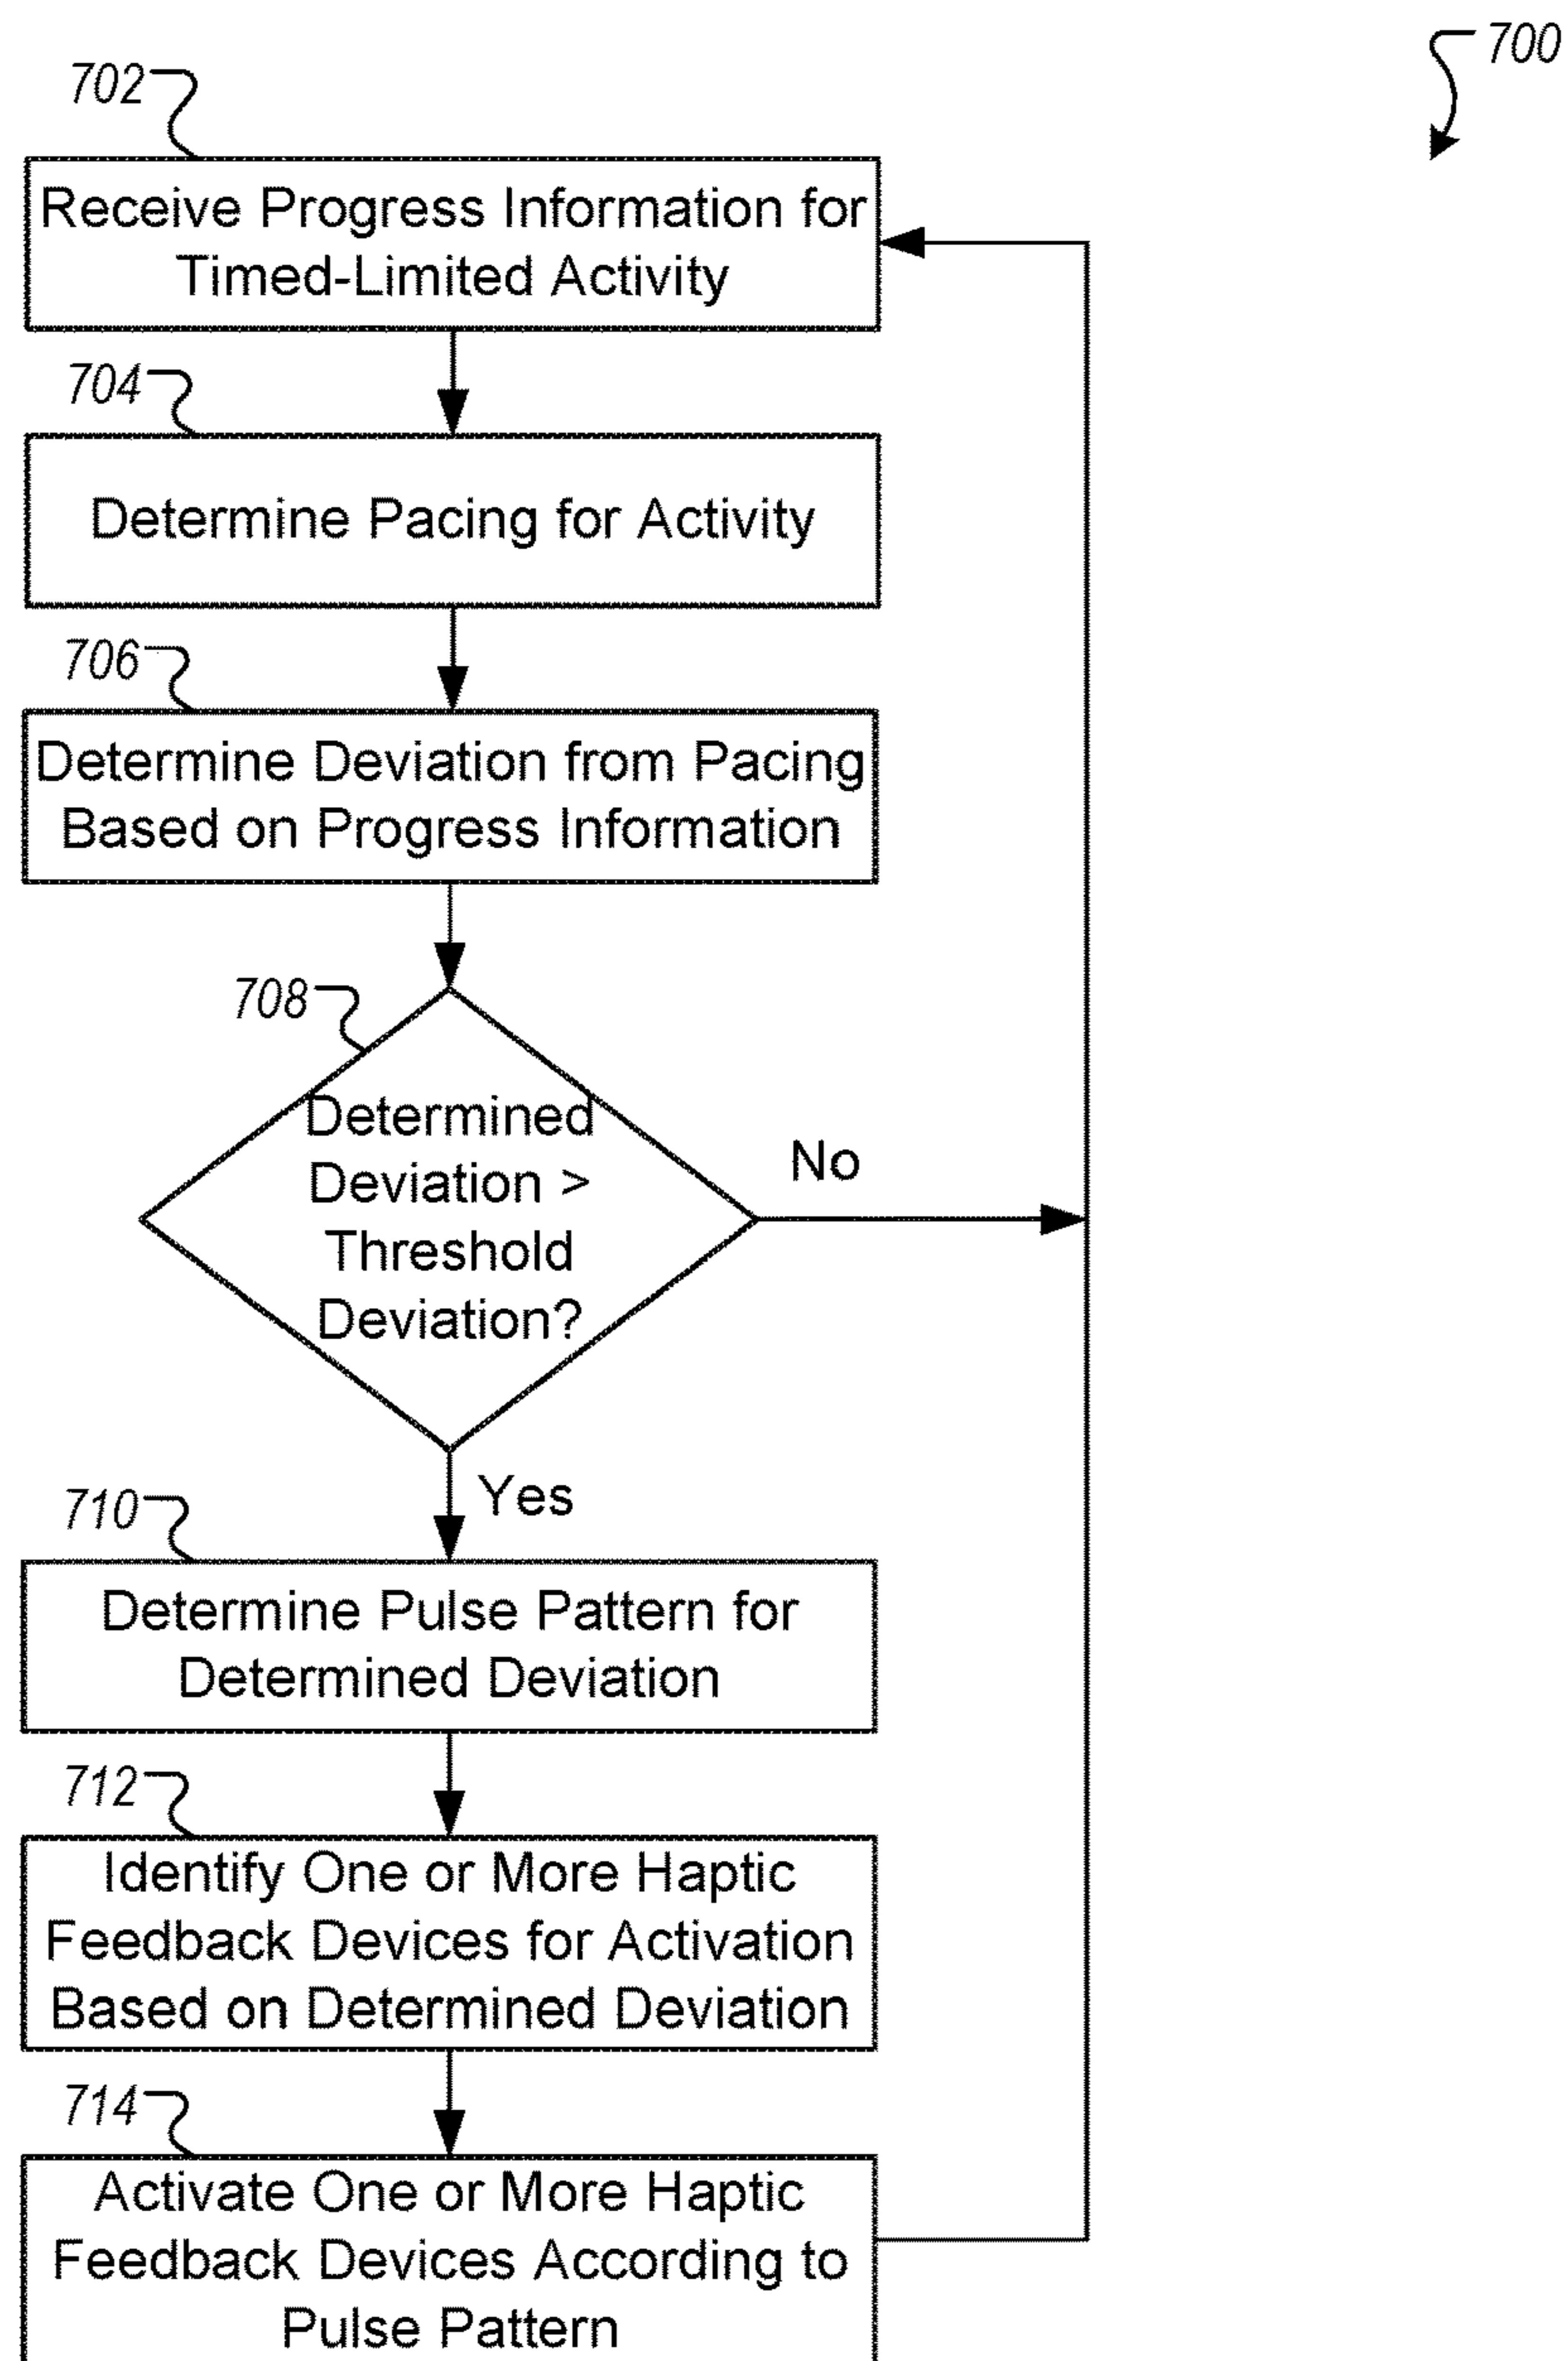 700
702
Receive Progress Information for
Timed-Limited Activity
704
Determine Pacing for Activity
706
Determine Deviation from Pacing
Based on Progress Information
708
Determined
Deviation >
Threshold
Deviation?
No
Yes
710
Determine Pulse Pattern for
Determined Deviation
712
Identify One or More Haptic
Feedback Devices for Activation
Based on Determined Deviation
714
Activate One or More Haptic
Feedback Devices According to
Pulse Pattern